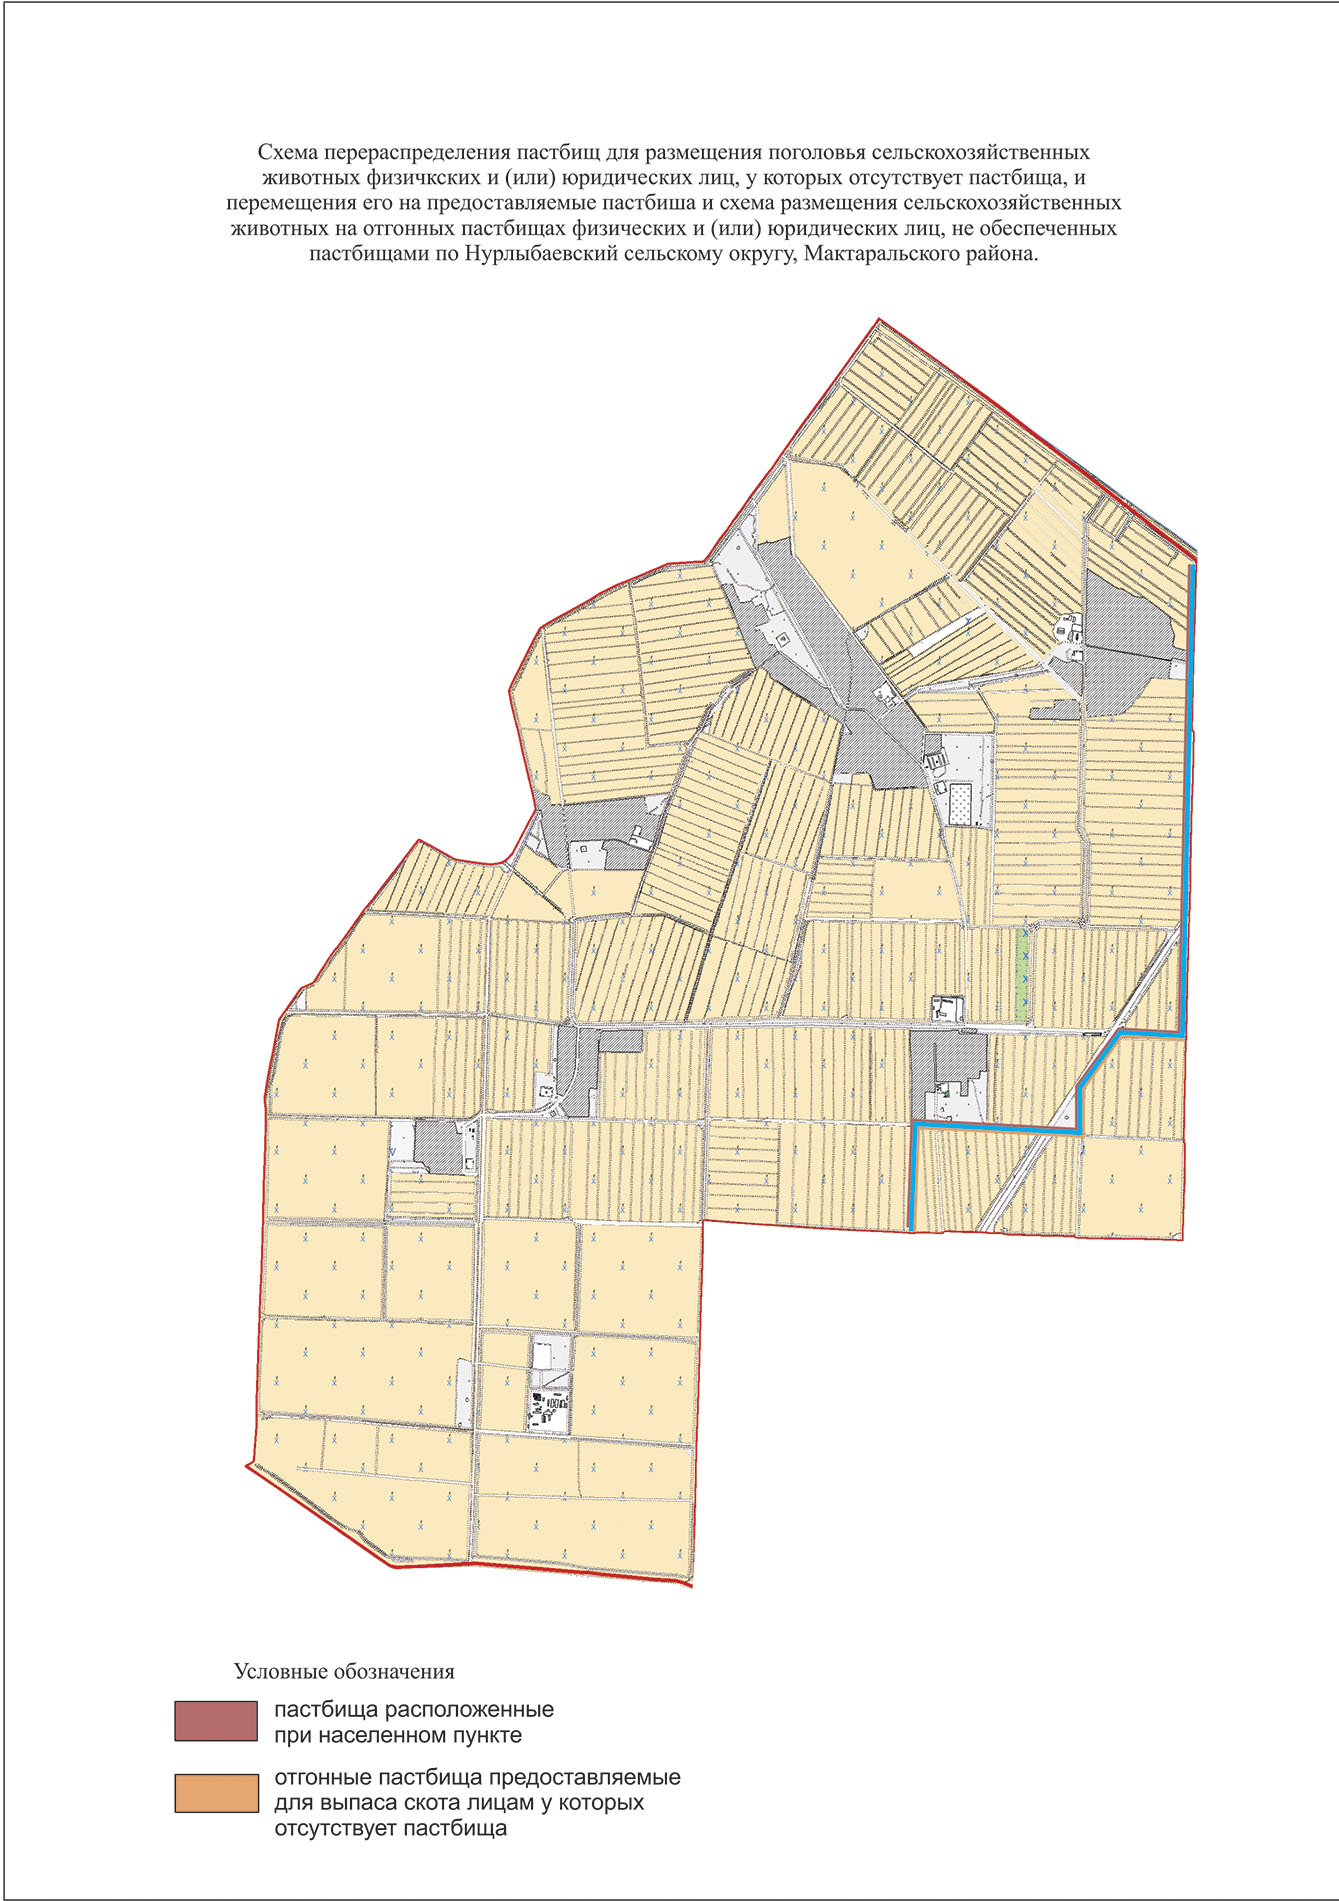 Схема перераспределения пастбищ для размещения поголовья сельскохозяйственных
животных физичкских и (или) юридических лиц, у которых отсутствует пастбища, и
перемещения его на предоставляемые пастбиша и схема размещения сельскохозяйственных
животных на отгонных пастбищах физических и (или) юридических лиц, не обеспеченных
пастбищами по Нурлыбаевский сельскому округу, Мактаральского района.
Условные обозначения
пастбища расположенные
при населенном пункте
отгонные пастбища предоставляемые
для выпаса скота лицам у которых
отсутствует пастбища